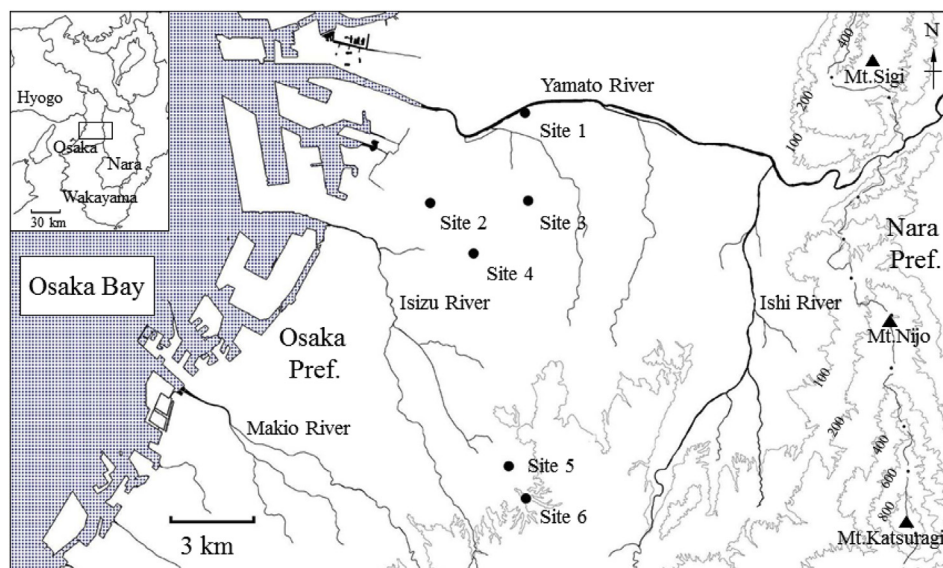 Hyogo
Osaka
Nara
Wakayama
30 km
400
Mt.Sigi
N
200
100
Yamato River
Site 1
Site 2
Site 3
Site 4
Nara
Pref.
Osaka Bay
Isizu River
Ishi River
Osaka
Pref.
Mt.Nijo
100
200
400
600
800
Makio River
Site 5
Site 6
3 km
Mt.Katsuragi